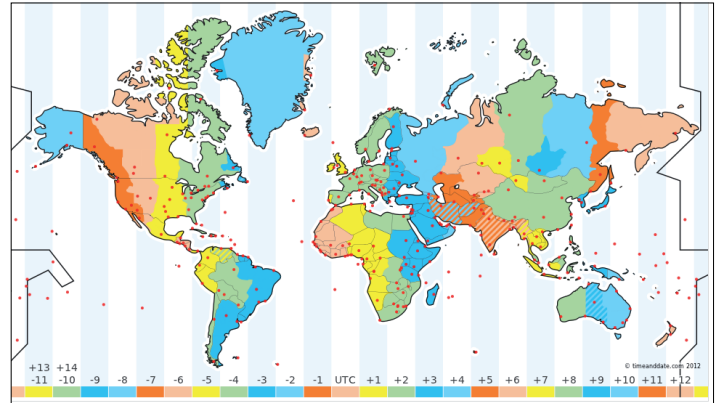 © timeanddate.com 2012
+13 +14
-11 -10 -9 -8 -7 -6 -5 -4 -3 -2 -1 UTC +1 +2 +3 +4 +5 +6 +7 +8 +9 +10 +11 +12